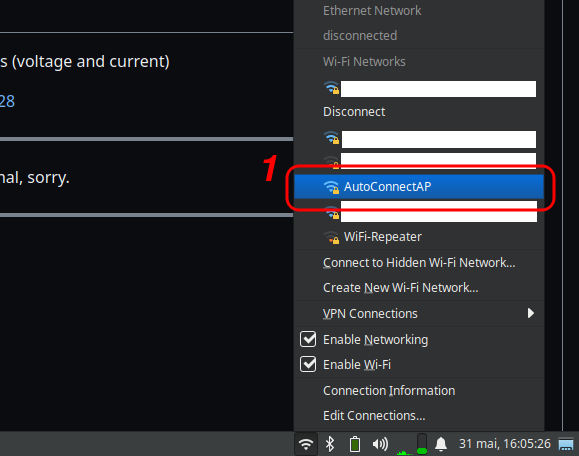 Ethernet Network
disconnected
s (voltage and current)
Wi-Fi Networks
28
Disconnect
nal, sorry.
1
AutoConnectAP
WiFi-Repeater
Connect to Hidden Wi-Fi Network...
Create New Wi-Fi Network...
VPN Connections
Enable Networking
Enable Wi-Fi
Connection Information
Edit Connections...
31 mai, 16:05:26